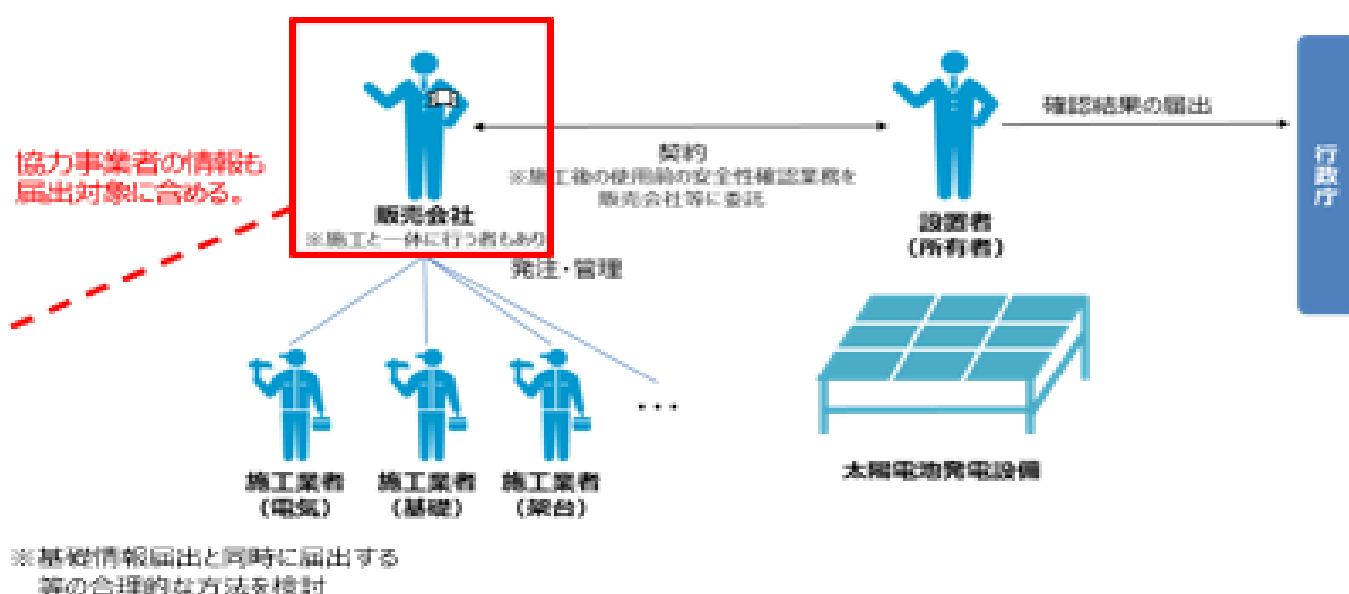 確認結果の届出
行政庁
協力事業者の情報も
届出対象に含める。
契約
※施工後の使用前の安全性確認業務を
販売会社等に委託
販売会社
※施工と一体に行う者もあり
設置者
(所有者)
発注・管理
…
施工業者
(電気)
施工業者
(基礎)
施工業者
(架台)
太陽電池発電設備
※基礎情報届出と同時に届出する
等の合理的な方法を検討